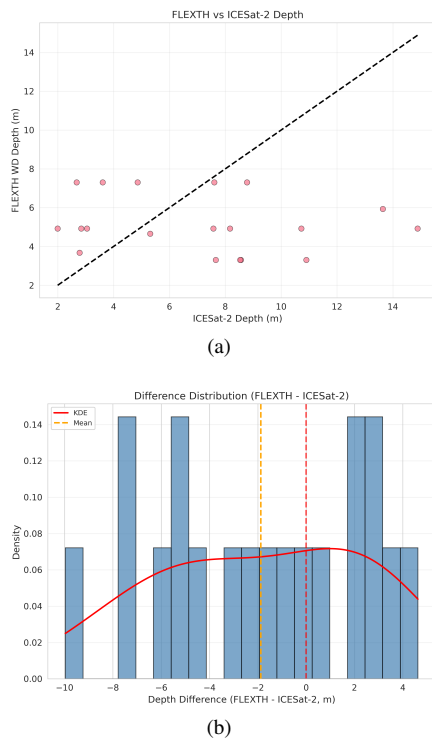 FLEXTH vs ICESat-2 Depth
FLEXTH WD Depth (m)
14
12
10
8
6
4
2
2 4 6 8 10 12 14
ICESat-2 Depth (m)
(a)
Difference Distribution (FLEXTH - ICESat-2)
KDE
Mean
Density
0.14
0.12
0.10
0.08
0.06
0.04
0.02
0.00
−10 −8 −6 −4 −2 0 2 4
Depth Difference (FLEXTH - ICESat-2, m)
(b)